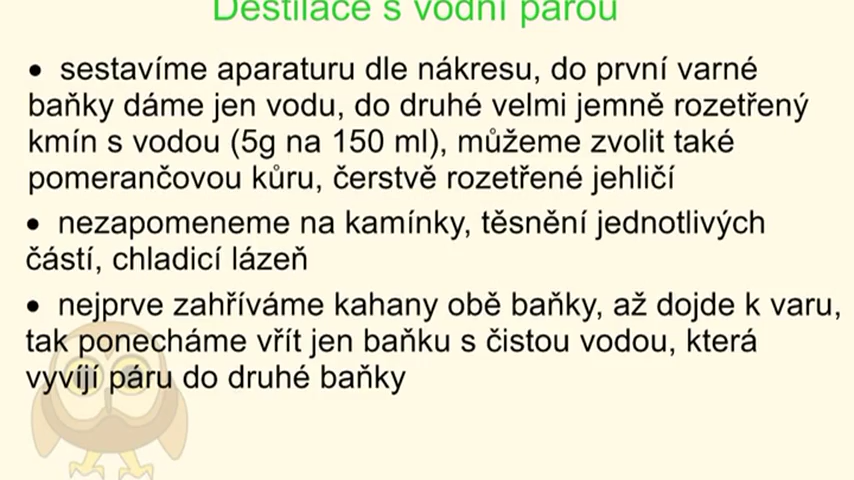 Destilace s vodní parou
• sestavíme aparaturu dle nákresu, do první varné
baňky dáme jen vodu, do druhé velmi jemně rozetřený
kmín s vodou (5g na 150 ml), můžeme zvolit také
pomerančovou kůru, čerstvě rozetřené jehličí
• nezapomeneme na kamínky, těsnění jednotlivých
částí, chladicí lázeň
• nejprve zahříváme kahany obě baňky, až dojde k varu,
tak ponecháme vřít jen baňku s čistou vodou, která
vyvíjí páru do druhé baňky